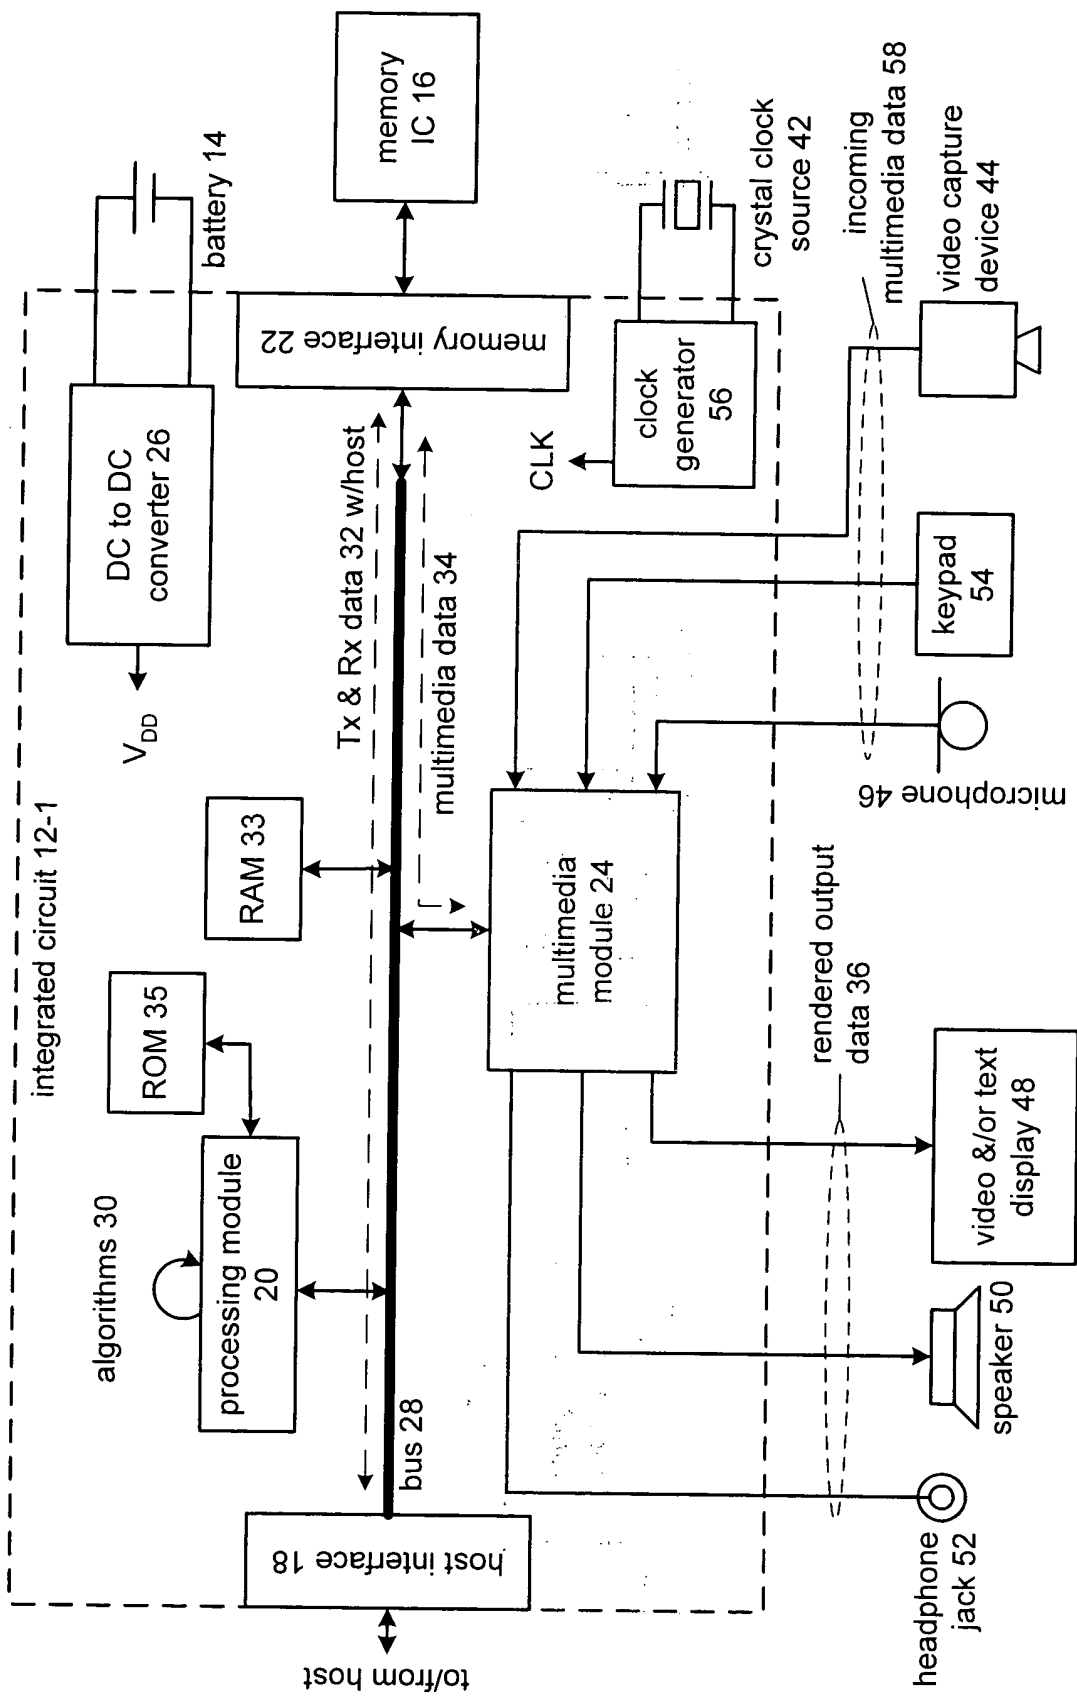 integrated circuit 12-1
DC to DC
converter 26
V_DD
battery 14
memory
IC 16
memory interface 22
RAM 33
ROM 35
algorithms 30
processing module
20
Tx & Rx data 32 w/host
multimedia data 34
bus 28
host interface 18
to/from host
multimedia
module 24
CLK
clock
generator
56
crystal clock
source 42
incoming
multimedia data 58
video capture
device 44
keypad
54
microphone 46
rendered output
data 36
video &/or text
display 48
speaker 50
headphone
jack 52